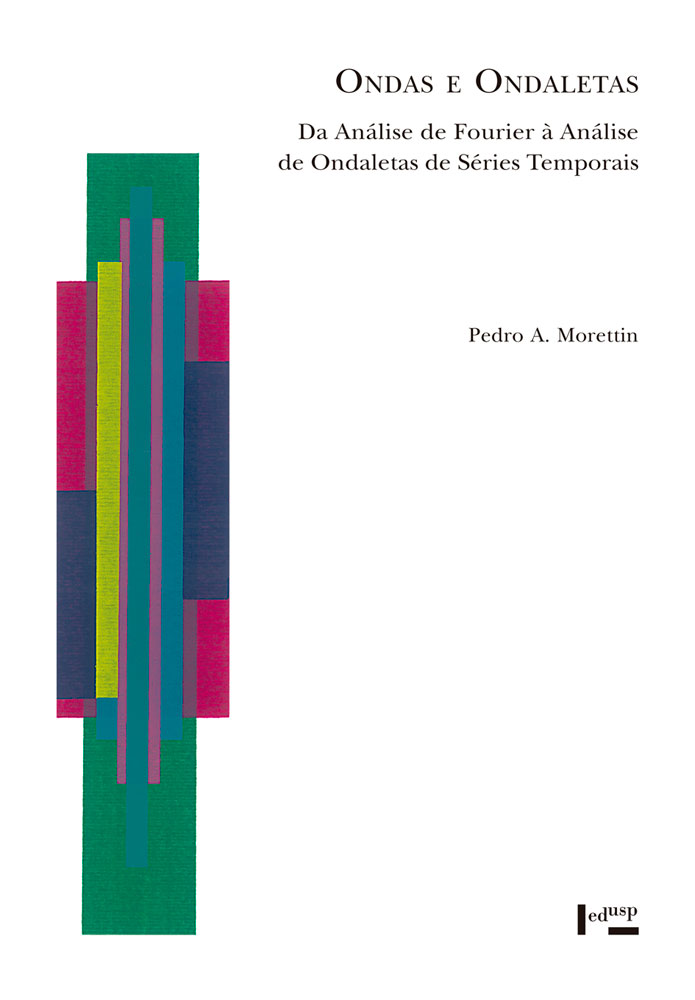 Ondas e Ondaletas
Da Análise de Fourier à Análise
de Ondaletas de Séries Temporais
Pedro A. Morettin
edusp